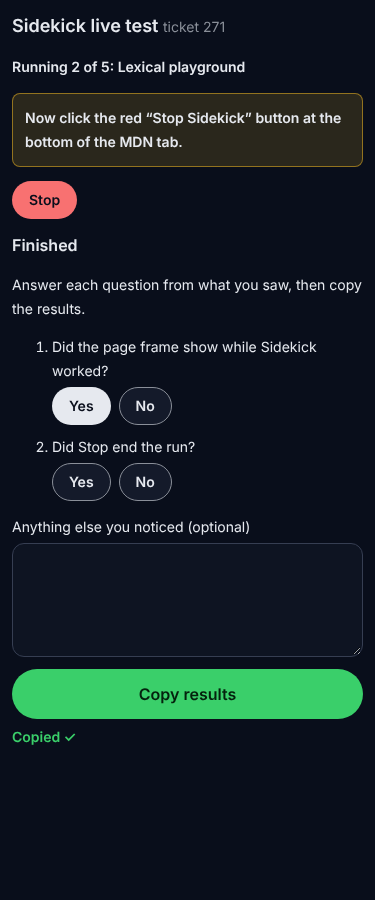 Sidekick live test ticket 271
Running 2 of 5: Lexical playground
Now click the red “Stop Sidekick” button at the
bottom of the MDN tab.
Stop
Finished
Answer each question from what you saw, then copy
the results.
1. Did the page frame show while Sidekick
worked?
Yes No
2. Did Stop end the run?
Yes No
Anything else you noticed (optional)
Copy results
Copied ✓